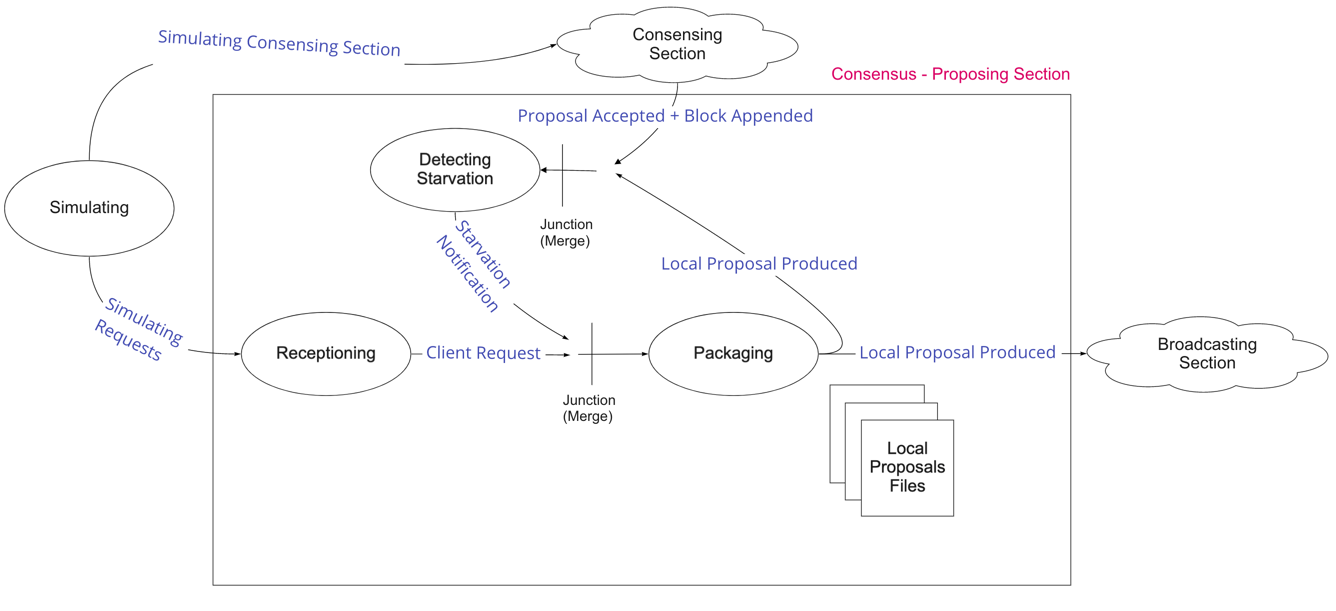 Simulating Consensing Section
Consensing
Section
Consensus - Proposing Section
Proposal Accepted + Block Appended
Detecting
Starvation
Simulating
Junction
(Merge)
Starvation
Notification
Local Proposal Produced
Simulating
Requests
Receptioning
Client Request
Packaging
Local Proposal Produced
Broadcasting
Section
Junction
(Merge)
Local
Proposals
Files